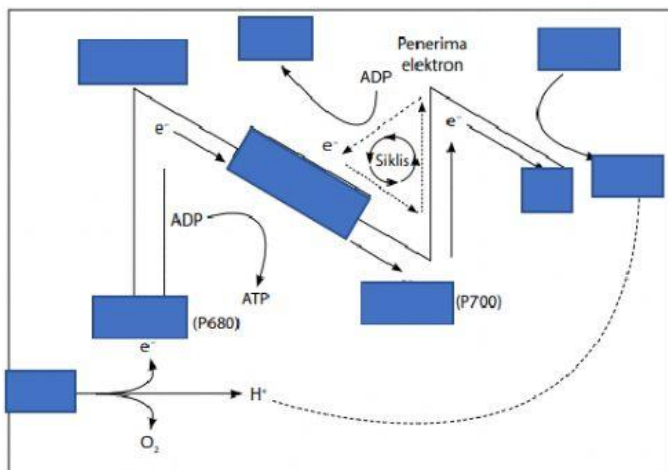 Penerima
elektron
ADP
e⁻
e⁻
e⁻
Siklis
ADP
ATP
(P680)
(P700)
e⁻
H⁺
O₂